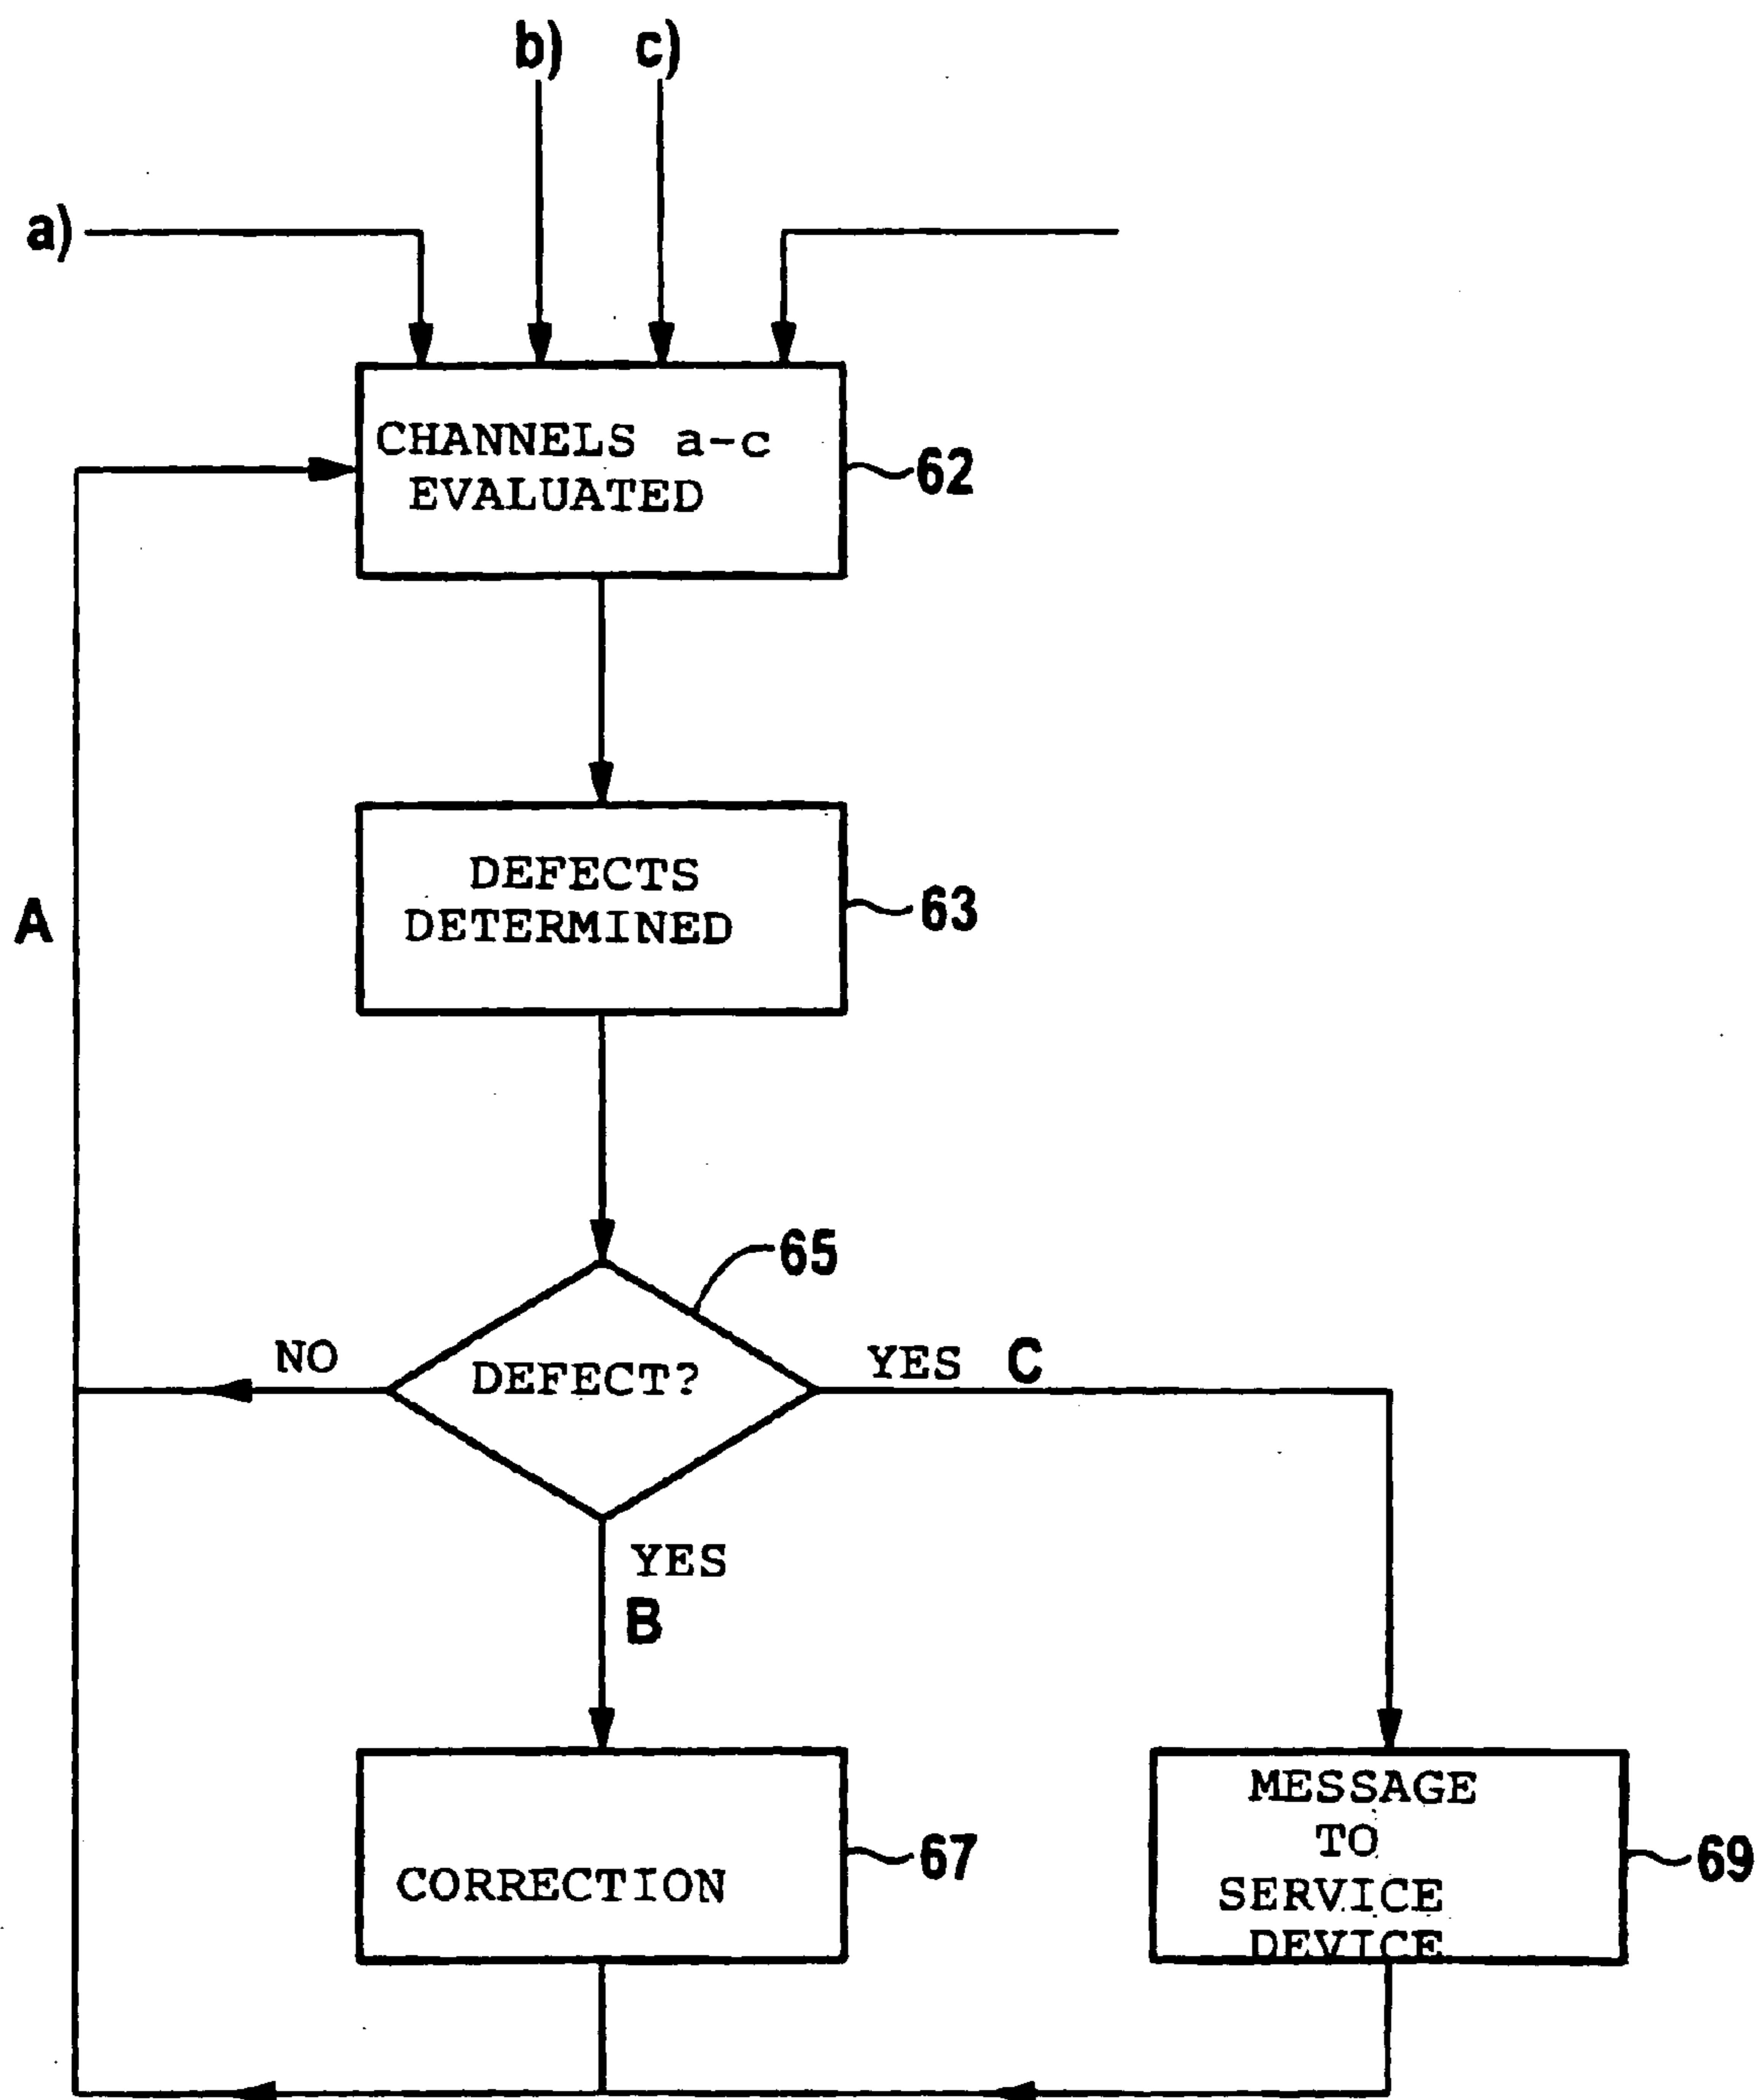 b) c)
a)
CHANNELS a-c
EVALUATED
62
DEFECTS
DETERMINED
63
A
65
NO
DEFECT?
YES C
YES
B
CORRECTION
67
MESSAGE
TO
SERVICE
DEVICE
69